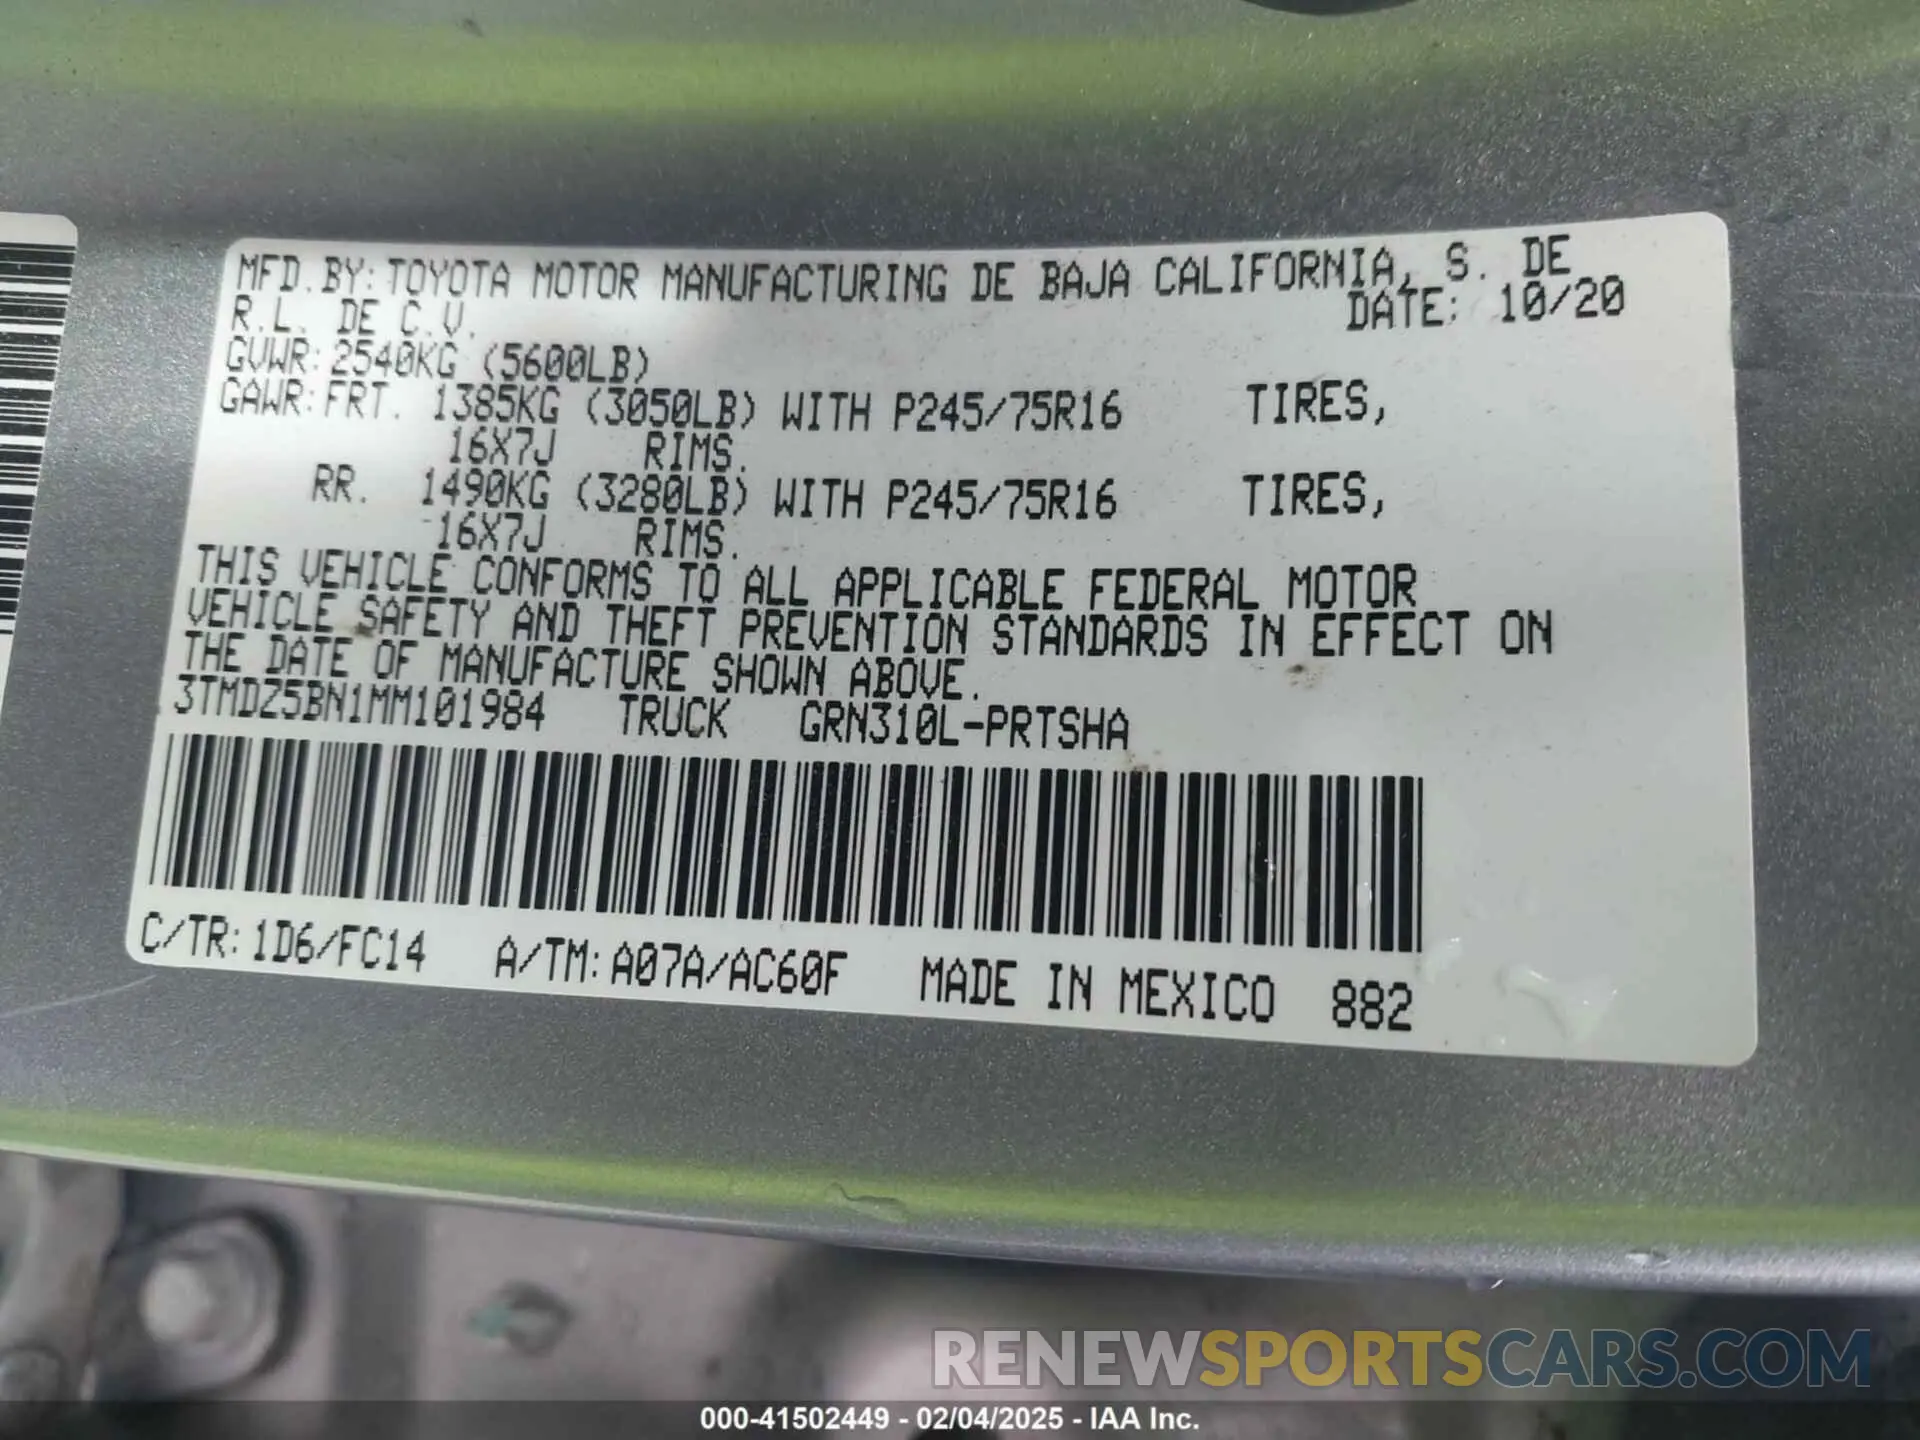 MFD.BY:TOYOTA MOTOR MANUFACTURING DE BAJA CALIFORNIA, S. DE
R.L. DE C.V. DATE: 10/20
GVWR:2540KG (5600LB)
GAWR:FRT. 1385KG (3050LB) WITH P245/75R16 TIRES,
16X7J RIMS.
RR. 1490KG (3280LB) WITH P245/75R16 TIRES,
16X7J RIMS.
THIS VEHICLE CONFORMS TO ALL APPLICABLE FEDERAL MOTOR
VEHICLE SAFETY AND THEFT PREVENTION STANDARDS IN EFFECT ON
THE DATE OF MANUFACTURE SHOWN ABOVE.
3TMDZ5BN1MM101984 TRUCK GRN310L-PRTSHA
C/TR:1D6/FC14 A/TM:A07A/AC60F MADE IN MEXICO 882
RENEWSPORTSCARS.COM
000-41502449 - 02/04/2025 - IAA Inc.